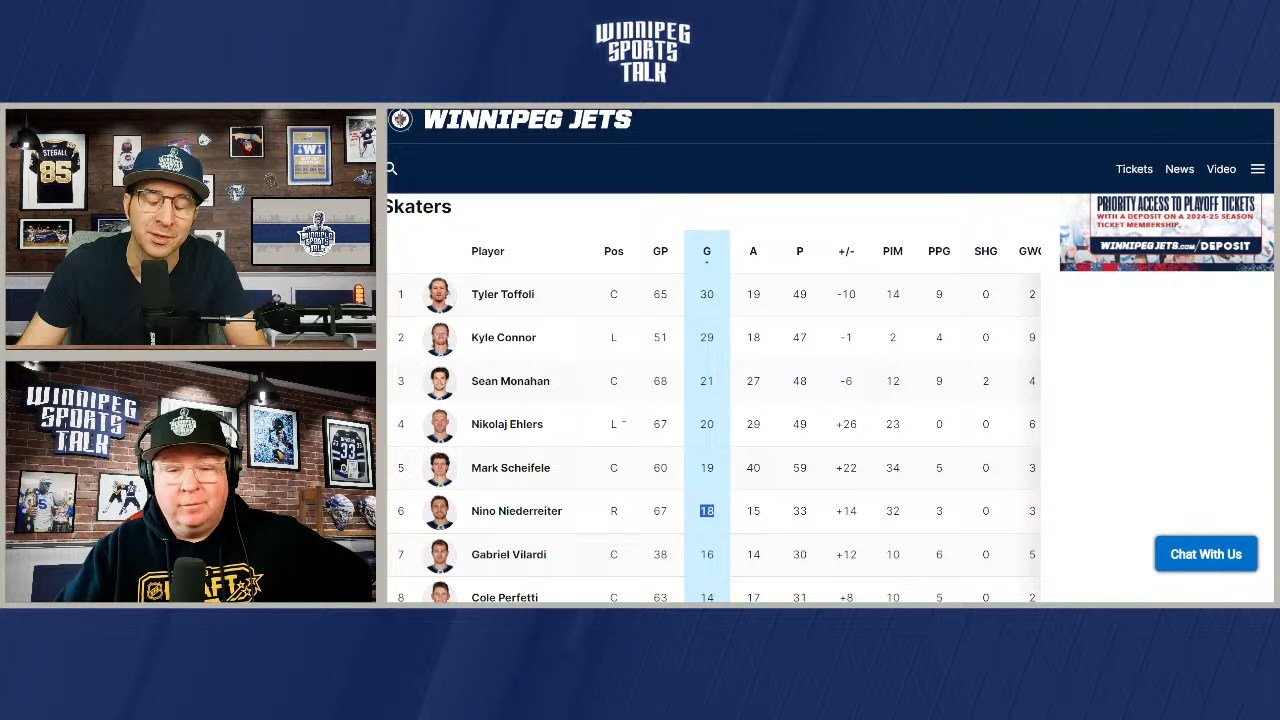 WINNIPEG
SPORTS
TALK
STEGALL
85
W
WINNIPEG
SPORTS
TALK
33
DRAFT
WINNIPEG JETS
Tickets News Video
Skaters
PRIORITY ACCESS TO PLAYOFF TICKETS
WITH A DEPOSIT ON A 2024-25 SEASON
TICKET MEMBERSHIP.
WINNIPEGJETS.COM/DEPOSIT
Player Pos GP G A P +/- PIM PPG SHG GWG
1 Tyler Toffoli C 65 30 19 49 -10 14 9 0 2
2 Kyle Connor L 51 29 18 47 -1 2 4 0 9
3 Sean Monahan C 68 21 27 48 -6 12 9 2 4
4 Nikolaj Ehlers L 67 20 29 49 +26 23 0 0 6
5 Mark Scheifele C 60 19 40 59 +22 34 5 0 3
6 Nino Niederreiter R 67 18 15 33 +14 32 3 0 3
7 Gabriel Vilardi C 38 16 14 30 +12 10 6 0 5
8 Cole Perfetti C 63 14 17 31 +8 10 5 0 2
Chat With Us